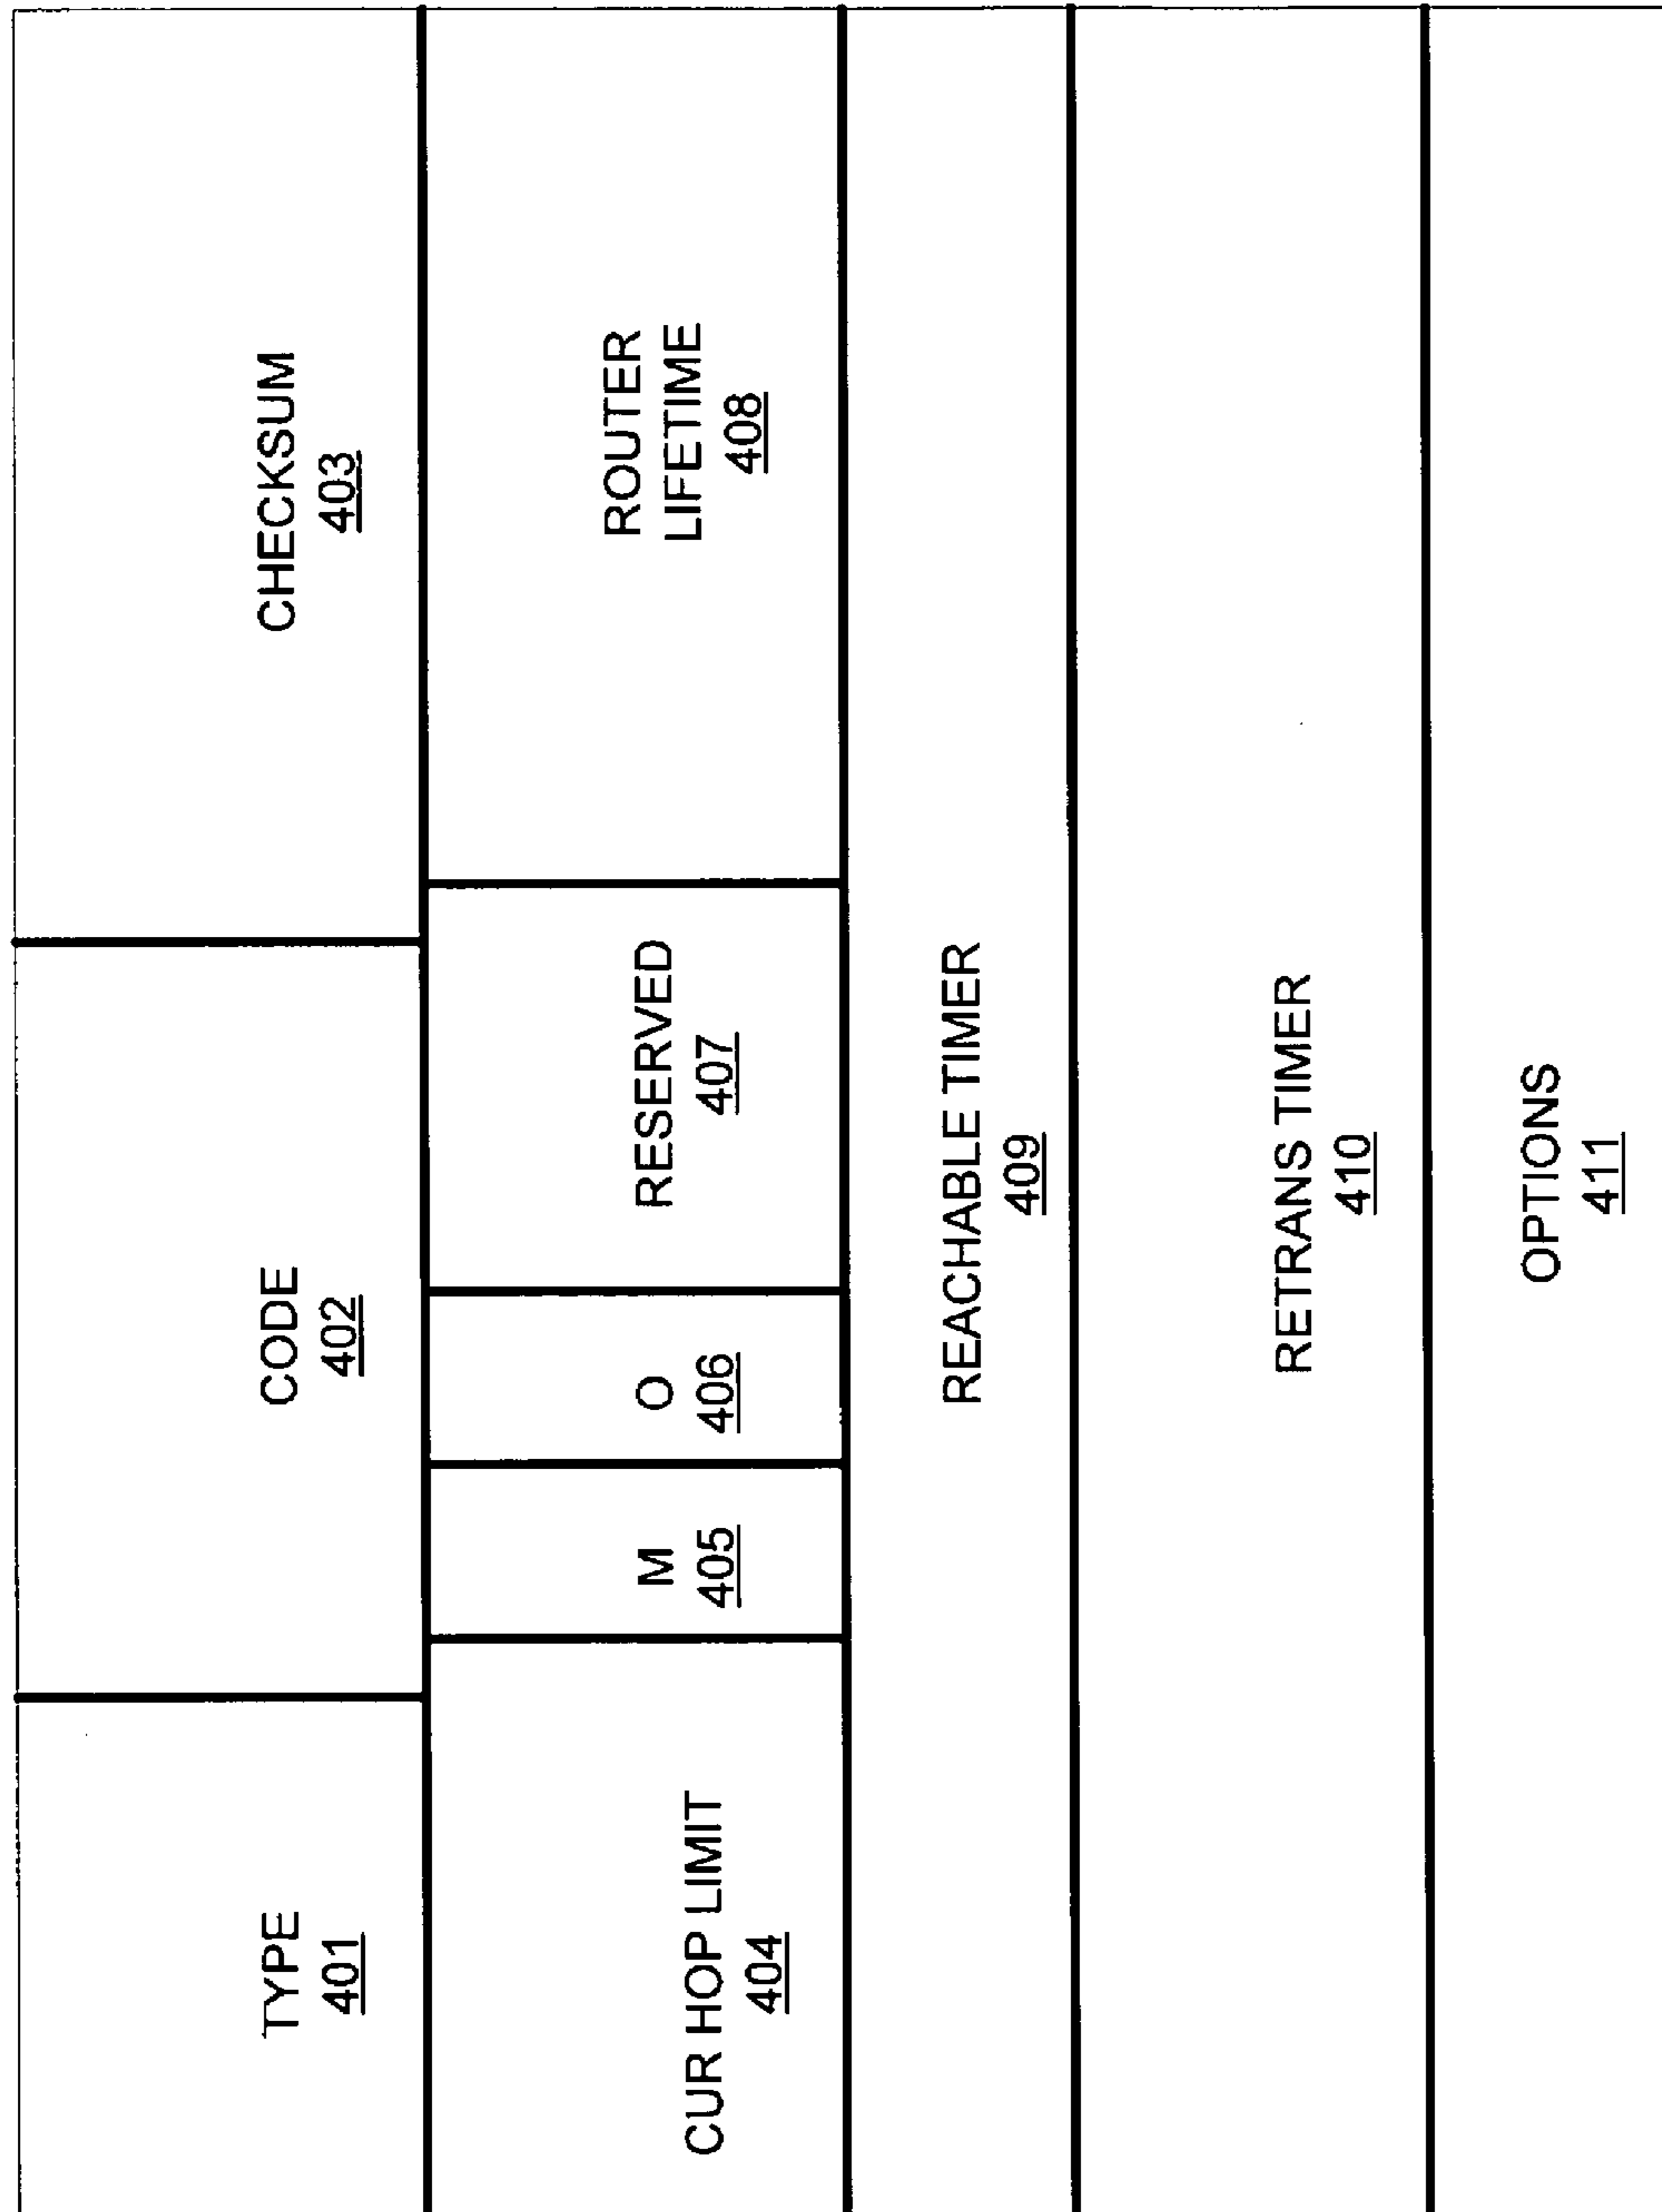 TYPE
401
CODE
402
CHECKSUM
403
CUR HOP LIMIT
404
M
405
O
406
RESERVED
407
ROUTER
LIFETIME
408
REACHABLE TIMER
409
RETRANS TIMER
410
OPTIONS
411